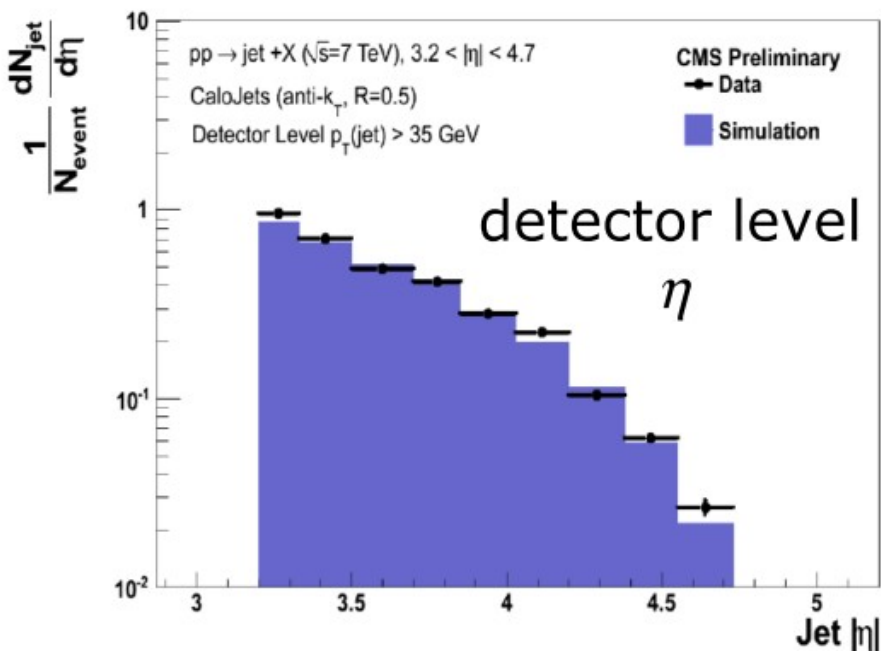 1/N_event dN_jet/dη
10
1
10^-1
10^-2
pp → jet +X (√s=7 TeV), 3.2 < |η| < 4.7
CaloJets (anti-k_T, R=0.5)
Detector Level p_T(jet) > 35 GeV
CMS Preliminary
Data
Simulation
detector level
η
3 3.5 4 4.5 5
Jet |η|